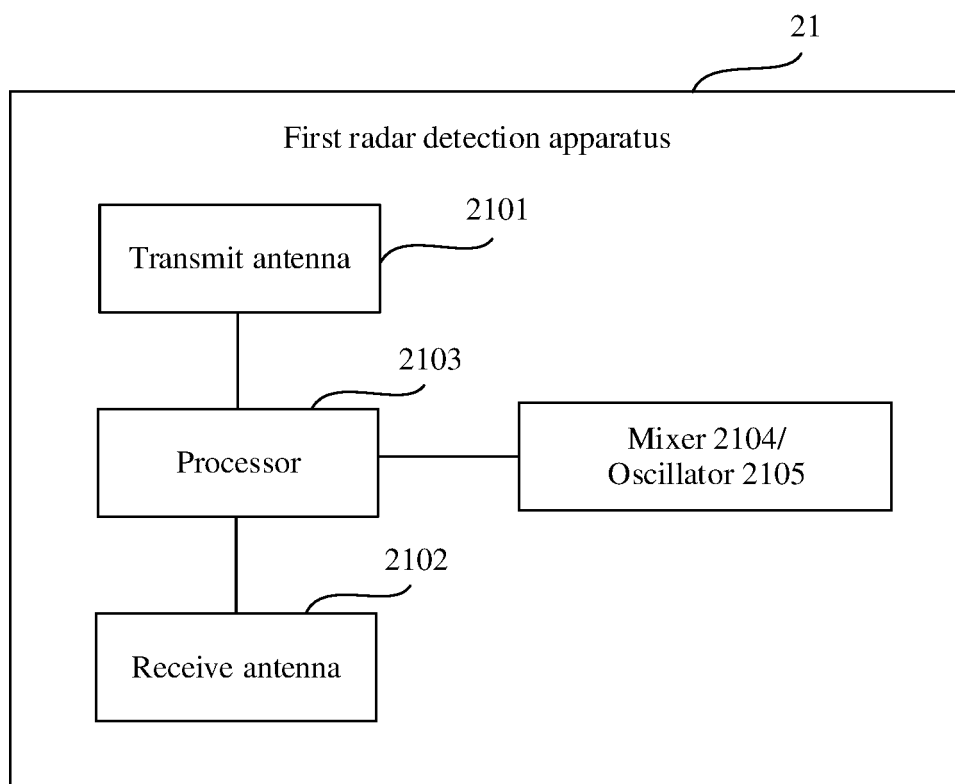 21
First radar detection apparatus
2101
Transmit antenna
2103
Processor
Mixer 2104/
Oscillator 2105
2102
Receive antenna